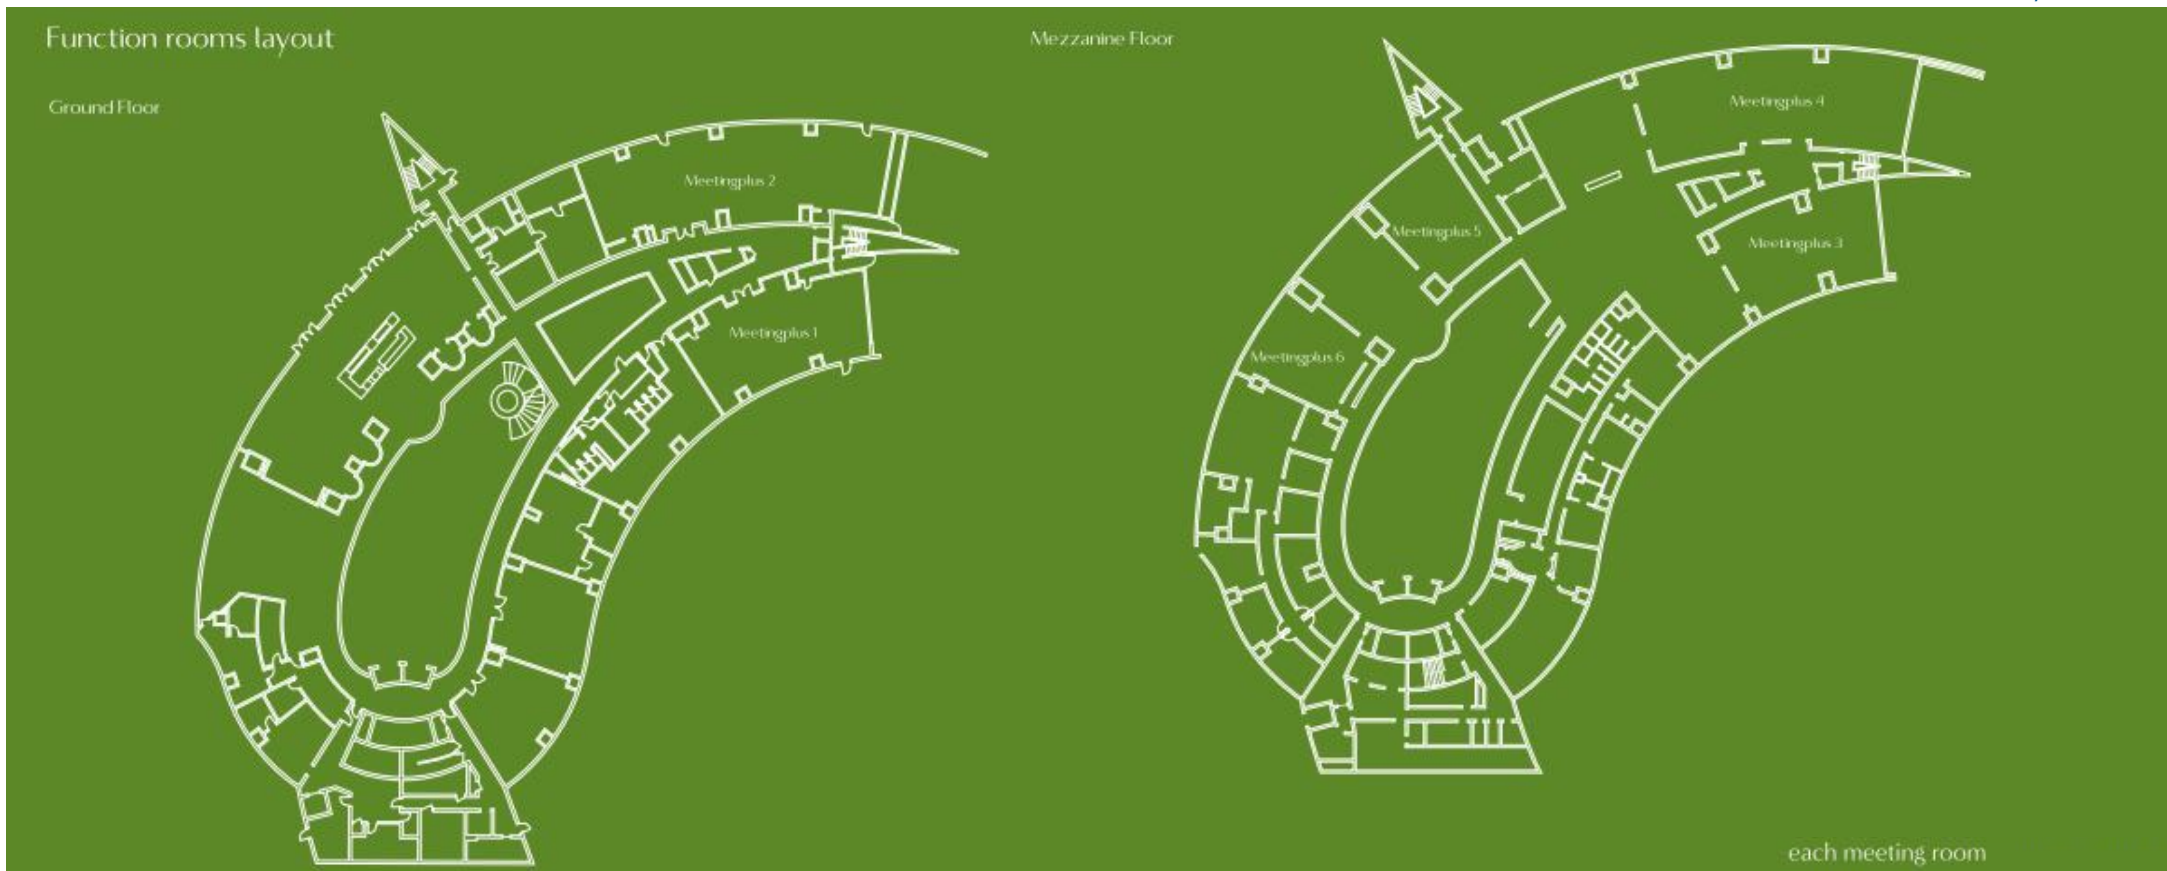 Function rooms layout
Ground Floor
Meetingplus 2
Meetingplus 1
Mezzanine Floor
Meetingplus 4
Meetingplus 5
Meetingplus 3
Meetingplus 6
each meeting room